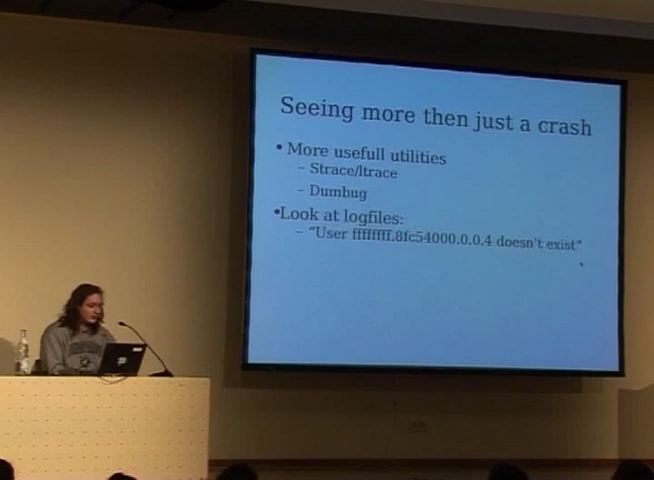 Seeing more then just a crash
• More usefull utilities
– Strace/ltrace
– Dumbug
•Look at logfiles:
– "User ffffffff.8fc54000.0.0.4 doesn't exist"